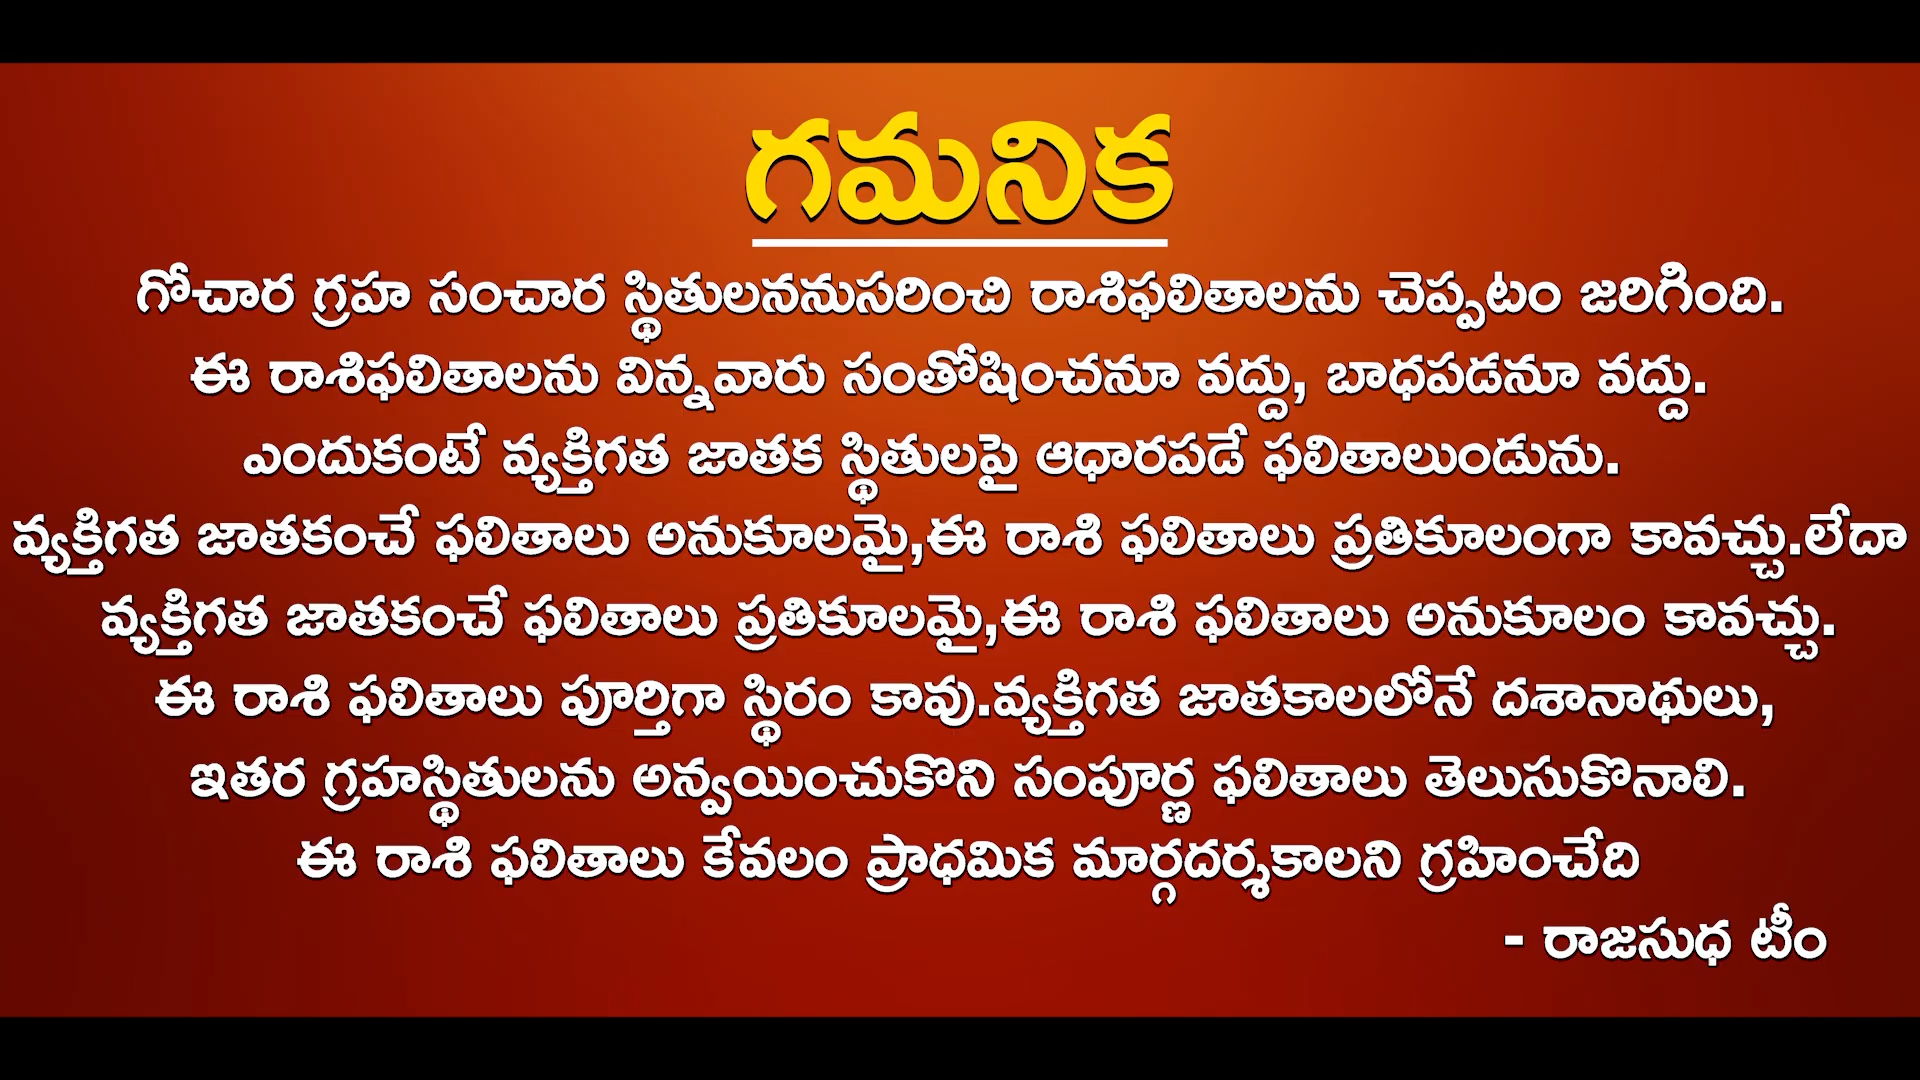 గమనిక
గోచార గ్రహ సంచార స్థితులననుసరించి రాశిఫలితాలను చెప్పటం జరిగింది.
ఈ రాశిఫలితాలను విన్నవారు సంతోషించనూ వద్దు, బాధపడనూ వద్దు.
ఎందుకంటే వ్యక్తిగత జాతక స్థితులపై ఆధారపడే ఫలితాలుండును.
వ్యక్తిగత జాతకంచే ఫలితాలు అనుకూలమై,ఈ రాశి ఫలితాలు ప్రతికూలంగా కావచ్చు.లేదా
వ్యక్తిగత జాతకంచే ఫలితాలు ప్రతికూలమై,ఈ రాశి ఫలితాలు అనుకూలం కావచ్చు.
ఈ రాశి ఫలితాలు పూర్తిగా స్థిరం కావు.వ్యక్తిగత జాతకాలలోనే దశానాథులు,
ఇతర గ్రహస్థితులను అన్వయించుకొని సంపూర్ణ ఫలితాలు తెలుసుకొనాలి.
ఈ రాశి ఫలితాలు కేవలం ప్రాధమిక మార్గదర్శకాలని గ్రహించేది
- రాజసుధ టీం